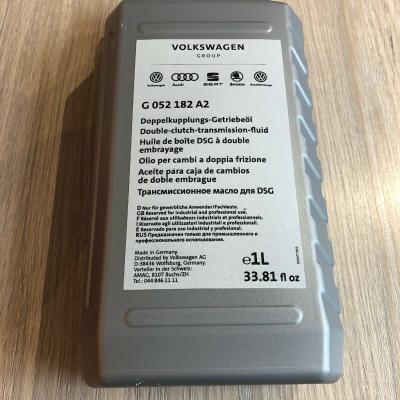 VOLKSWAGEN
GROUP
Volkswagen Audi SEAT ŠKODA Nutzfahrzeuge
G 052 182 A2
Doppelkupplungs-Getriebeöl
Double-clutch-transmission-fluid
Huile de boîte DSG à double
embrayage
Olio per cambi a doppia frizione
Aceite para caja de cambios
de doble embrague
Трансмиссионное масло для DSG
D Nur für gewerbliche Anwender/Fachleute.
GB Reserved for industrial and professional use.
F Réservé aux utilisateurs industriels et professionnels.
I Riservato agli utilizzatori industriali e professionali.
E Reservado para uso industrial y profesional.
RUS Предназначен только для промышленного и
профессионального использования.
Made in Germany.
Distributed by Volkswagen AG
D-38436 Wolfsburg, Germany.
Verteiler in der Schweiz:
AMAG, 8107 Buchs/ZH
Tel.: 044 846 11 11
℮1L
33.81 fl oz